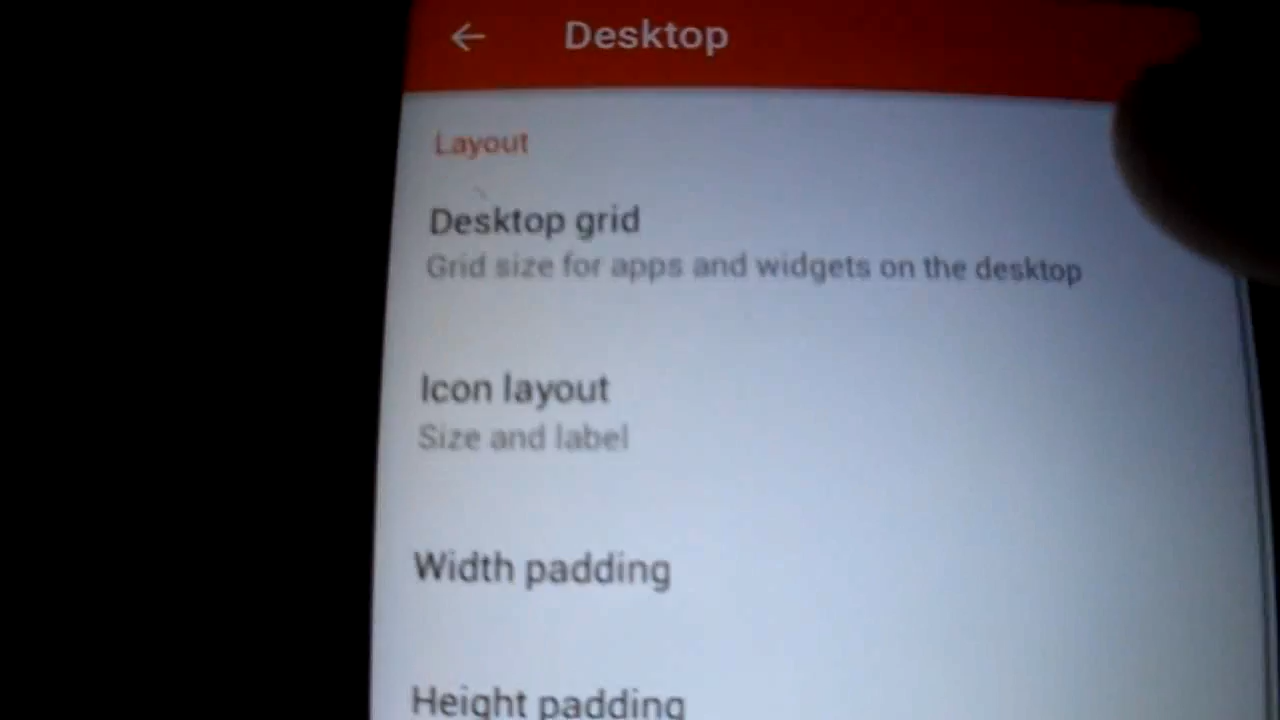 Desktop
Layout
Desktop grid
Grid size for apps and widgets on the desktop
Icon layout
Size and label
Width padding
Height padding